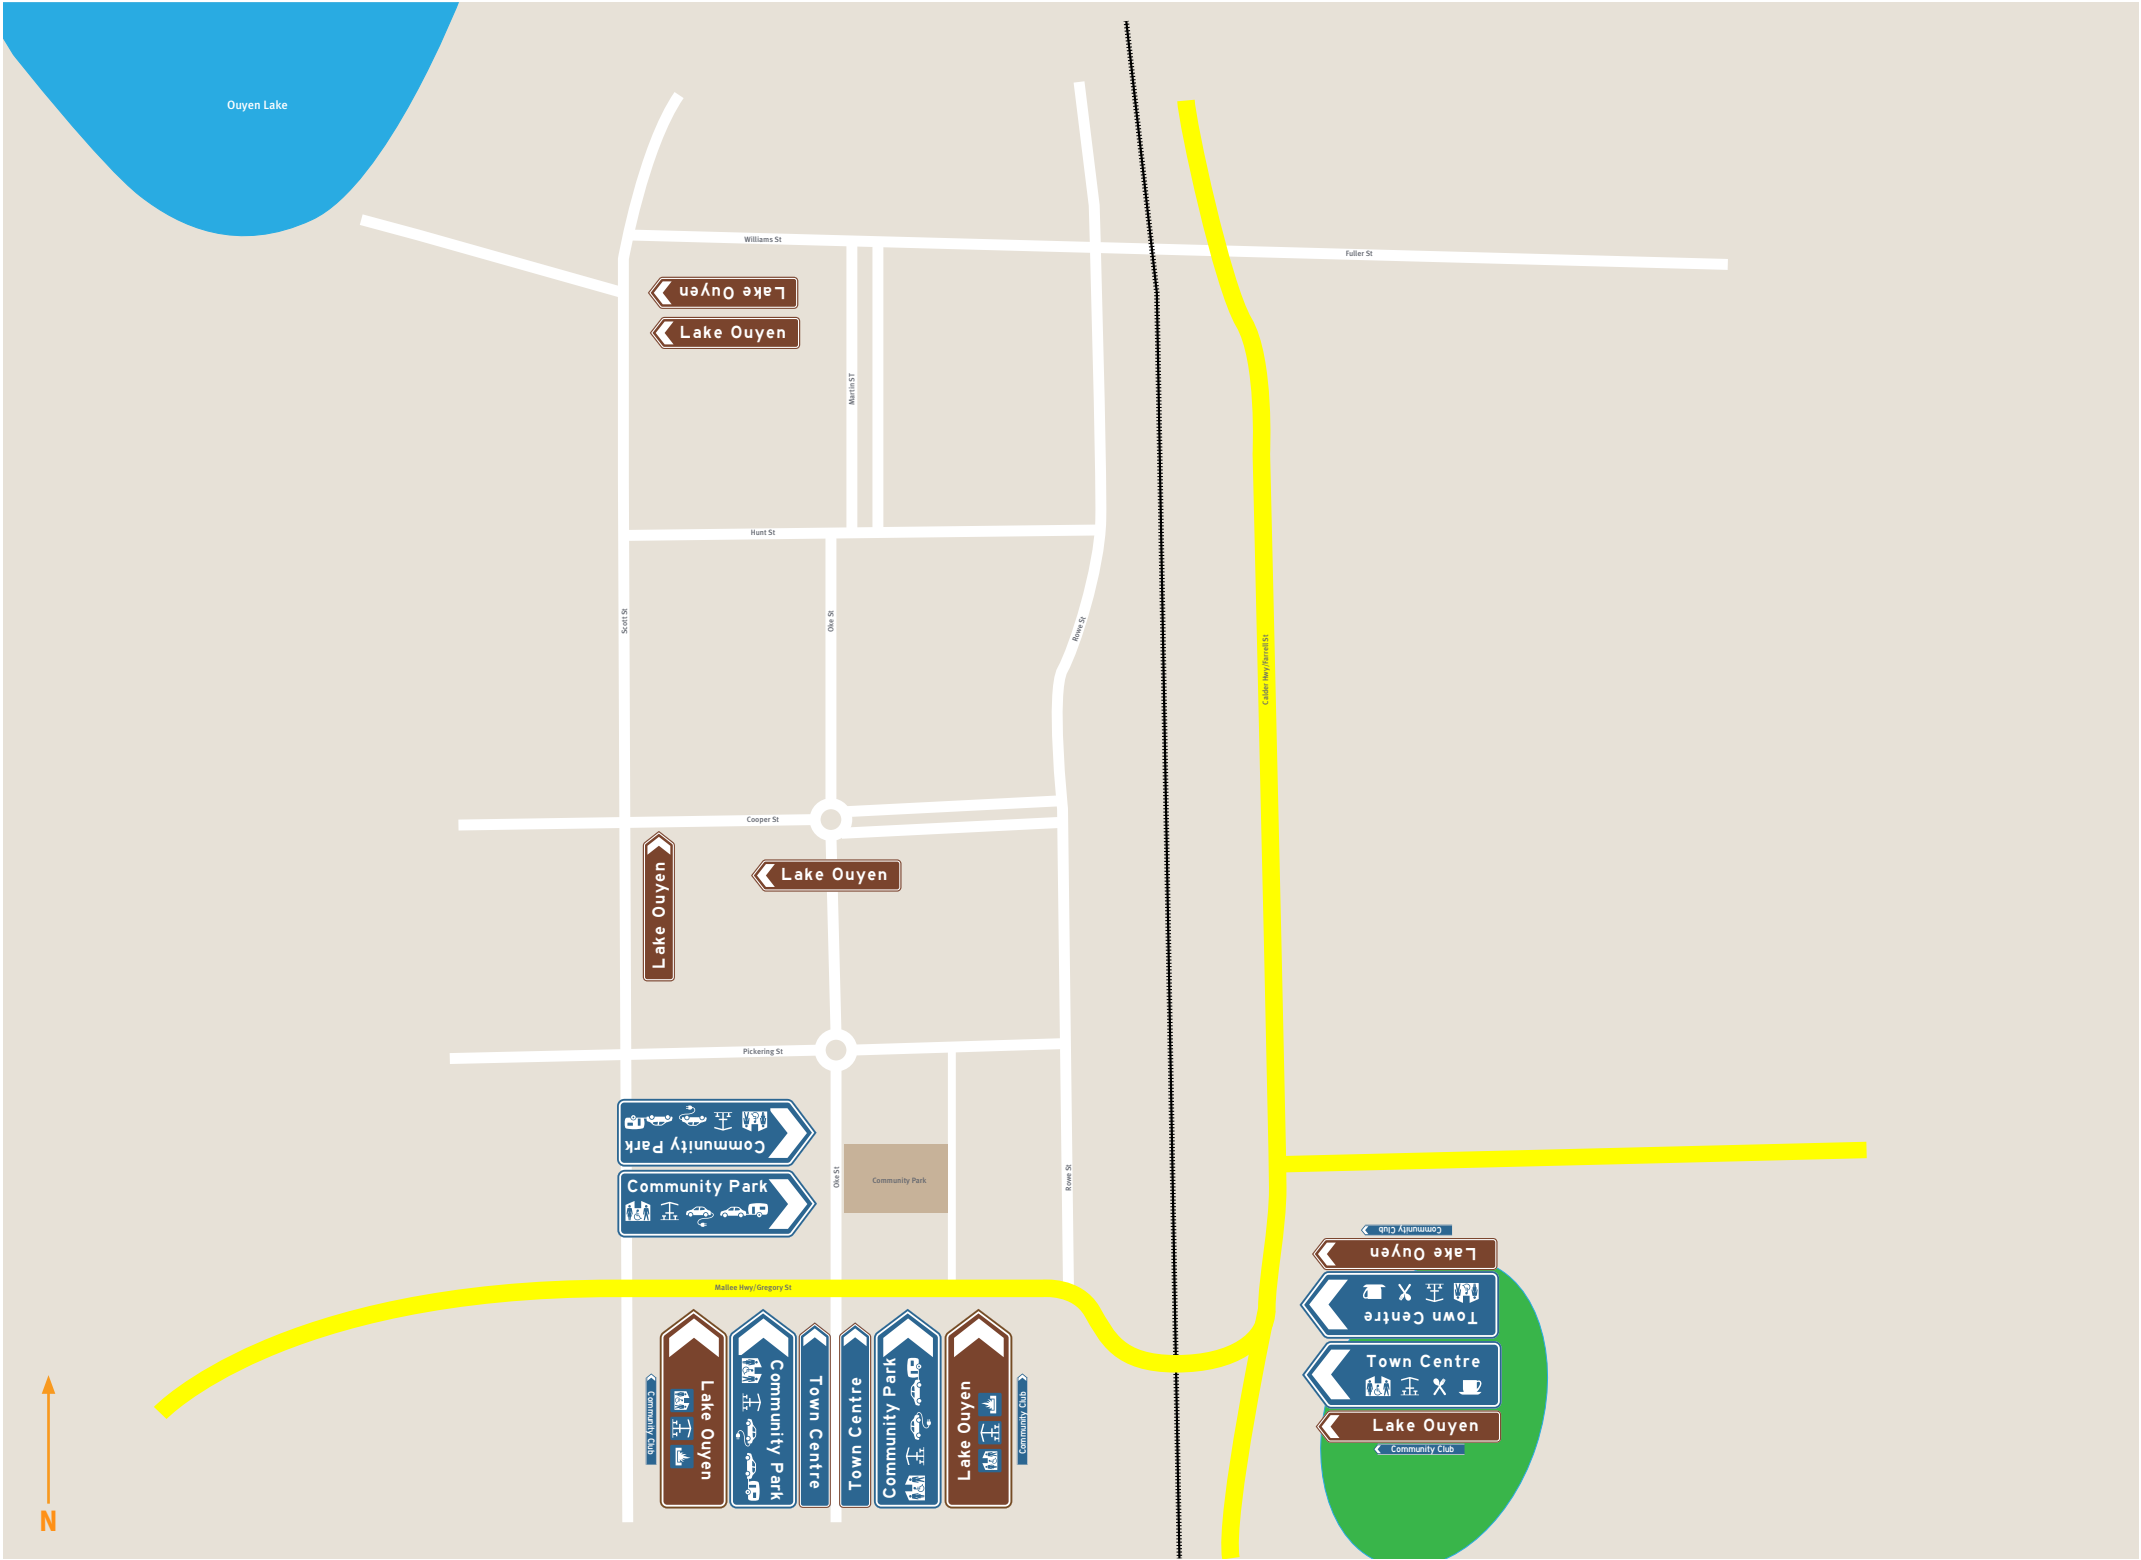 Ouyen Lake
Williams St
Fuller St
Lake Ouyen
Lake Ouyen
Martin ST
Hunt St
Scott St
Oke St
Rowe St
Calder Hwy/Farrell St
Cooper St
Lake Ouyen
Lake Ouyen
Pickering St
Community Park
Community Park
Oke St
Community Park
Rowe St
Mallee Hwy/Gregory St
Community Club
Lake Ouyen
Community Park
Town Centre
Town Centre
Community Park
Lake Ouyen
Community Club
Community Club
Lake Ouyen
Town Centre
Town Centre
Lake Ouyen
Community Club
N